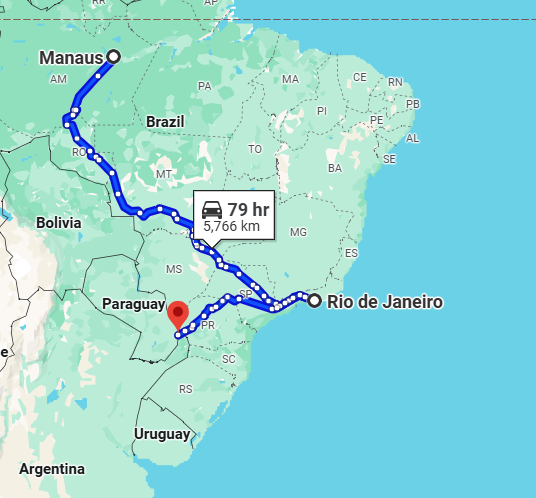 RR
AP
Manaus
AM
PA
MA
CE
RN
PB
PI
PE
AL
Brazil
RO
TO
SE
BA
MT
79 hr
5,766 km
Bolivia
MG
ES
MS
SP
Paraguay
Rio de Janeiro
PR
e
SC
RS
Uruguay
Argentina